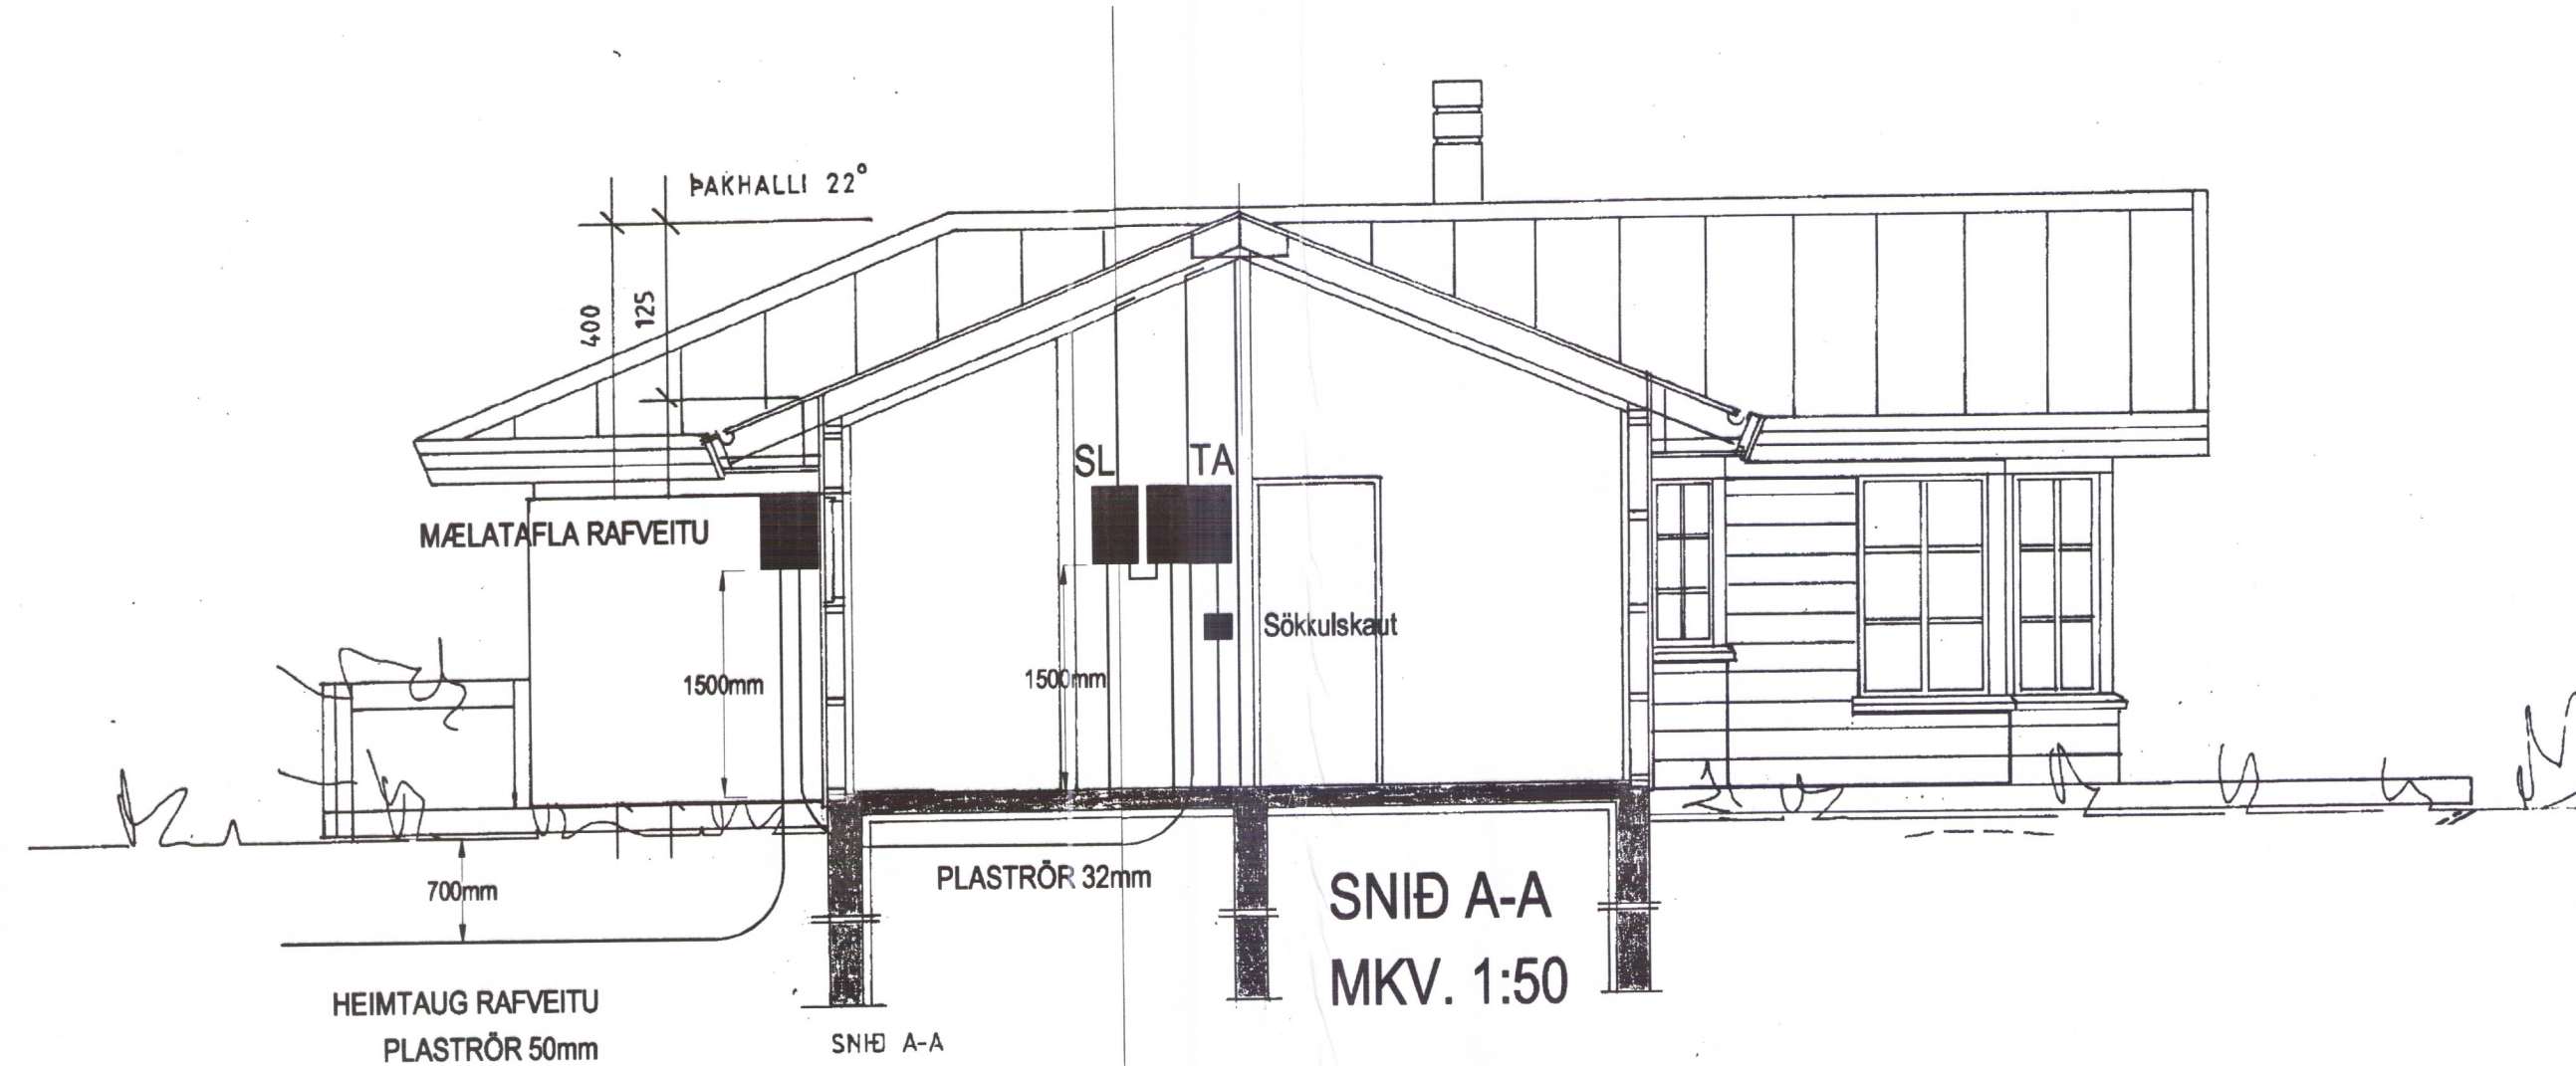 ÞAKHALLI 22°
400
125
SL
TA
MÆLATAFLA RAFVEITU
Sökkulskaut
1500mm
1500mm
PLASTRÖR 32mm
700mm
SNIÐ A-A
MKV. 1:50
HEIMTAUG RAFVEITU
PLASTRÖR 50mm
SNIÐ A-A